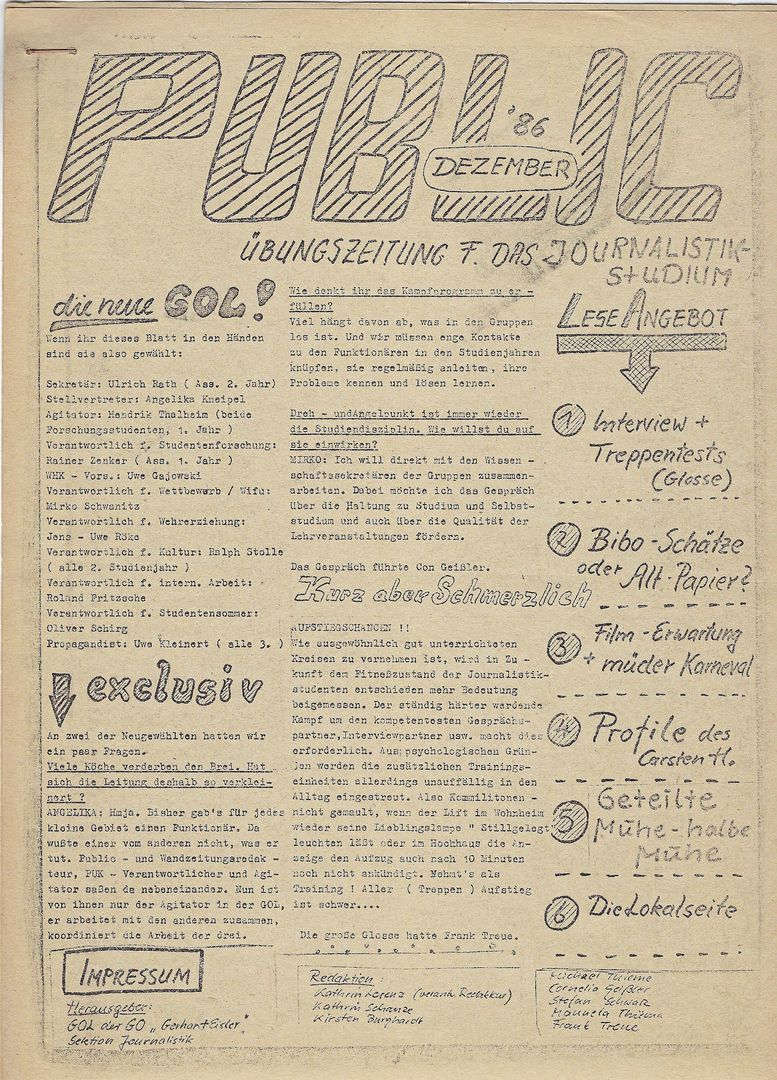 PUBLIC
'86
DEZEMBER
ÜBUNGSZEITUNG F. DAS JOURNALISTIK-
STUDIUM
die neue GOL!
Wenn ihr dieses Blatt in den Händen
sind sie also gewählt:
Sekretär: Ulrich Rath ( Ass. 2. Jahr)
Stellvertreter: Angelika Kneipel
Agitator: Hendrik Thalheim (beide
Forschungsstudenten, 1. Jahr )
Verantwortlich f. Studentenforschung:
Rainer Zenker ( Ass. 1. Jahr )
WHK - Vors.: Uwe Gajowski
Verantwortlich f. Wettbewerb / Wifu:
Mirko Schwanitz
Verantwortlich f. Wehrerziehung:
Jens - Uwe Röke
Verantwortlich f. Kultur: Ralph Stolle
( alle 2. Studienjahr )
Verantwortlich f. intern. Arbeit:
Roland Fritzsche
Verantwortlich f. Studentensommer:
Oliver Schirg
Propagandist: Uwe Kleinert ( alle 3. )
exclusiv
An zwei der Neugewählten hatten wir
ein paar Fragen.
Viele Köche verderben den Brei. Hat
sich die Leitung deshalb so verklei-
nert ?
ANGELIKA: Hmja. Bisher gab's für jedes
kleine Gebiet einen Funktionär. Da
wußte einer vom anderen nicht, was er
tut. Public - und Wandzeitungsredak -
teur, PUK - Verantwortlicher und Agi-
tator saßen da nebeneinander. Nun ist
von ihnen nur der Agitator in der GOL,
er arbeitet mit den anderen zusammen,
koordiniert die Arbeit der drei.
Wie denkt ihr das Kampfprogramm zu er -
füllen?
Viel hängt davon ab, was in den Gruppen
los ist. Und wir müssen enge Kontakte
zu den Funktionären in den Studienjahren
knüpfen, sie regelmäßig anleiten, ihre
Probleme kennen und lösen lernen.
Dreh - undAngelpunkt ist immer wieder
die Studiendisziplin. Wie willst du auf
sie einwirken?
MIRKO: Ich will direkt mit den Wissen -
schaftssekretären der Gruppen zusammen-
arbeiten. Dabei möchte ich das Gespräch
über die Haltung zu Studium und Selbst-
studium und auch über die Qualität der
Lehrveranstaltungen fördern.
Das Gespräch führte Con Geißler.
Kurz aber Schmerzlich
AUFSTIEGSCHANCEN !!
Wie ausgewöhnlich gut unterrichteten
Kreisen zu vernehmen ist, wird in Zu -
kunft dem Fitneßzustand der Journalistik-
studenten entschieden mehr Bedeutung
beigemessen. Der ständig härter werdende
Kampf um den kompetentesten Gesprächs-
partner,Interviewpartner usw. macht dies
erforderlich. Aus psychologischen Grün-
den werden die zusätzlichen Trainings-
einheiten allerdings unauffällig in den
Alltag eingestreut. Also Kommilitonen -
nicht gemault, wenn der Lift im Wohnheim
wieder seine Lieblingslampe " Stillgelegt
leuchten läßt oder im Hochhaus die An-
zeige den Aufzug auch nach 10 Minuten
noch nicht ankündigt. Nehmt's als
Training ! Aller ( Treppen ) Aufstieg
ist schwer....
Die große Glosse hatte Frank Treue.
LESEANGEBOT
1 Interview +
Treppentests
(Glosse)
2 Bibo-Schätze
oder Alt-Papier?
3 Film-Erwartung
+ müder Karneval
4 Profile des
Carsten H.
5 Geteilte
Mühe-halbe
Mühe
6 Die Lokalseite
IMPRESSUM
Herausgeber:
GOL der GO „Gerhart Eisler"
Sektion Journalistik
Redaktion:
Kathrin Lorenz (verantw. Redakteur)
Kathrin Schanze
Kirsten Burghardt
Michael Thieme
Cornelia Geißler
Stefan Schwarz
Manuela Thieme
Frank Treue